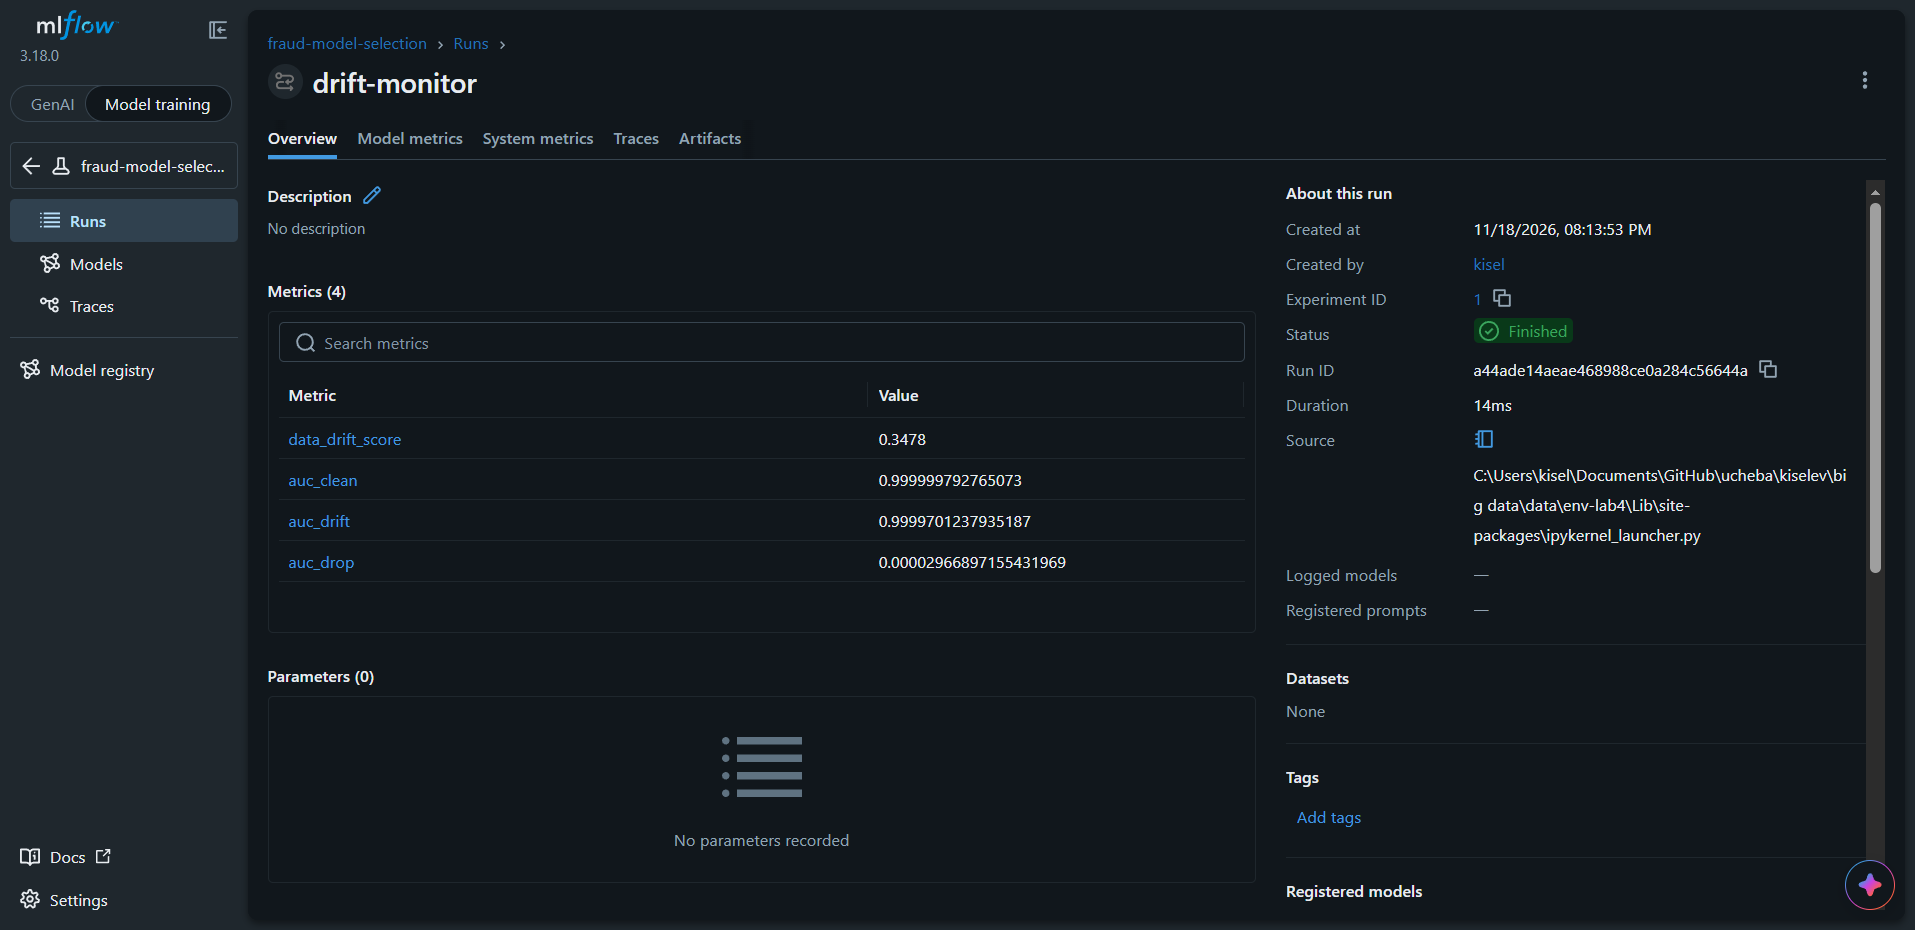 mlflow
3.18.0
GenAI
Model training
fraud-model-selec...
Runs
Models
Traces
Model registry
Docs
Settings
fraud-model-selection > Runs >
drift-monitor
Overview
Model metrics
System metrics
Traces
Artifacts
Description
No description
Metrics (4)
Search metrics
Metric Value
data_drift_score 0.3478
auc_clean 0.999999792765073
auc_drift 0.9999701237935187
auc_drop 0.00002966897155431969
Parameters (0)
No parameters recorded
About this run
Created at 11/18/2026, 08:13:53 PM
Created by kisel
Experiment ID 1
Status Finished
Run ID a44ade14aeae468988ce0a284c56644a
Duration 14ms
Source
C:\Users\kisel\Documents\GitHub\ucheba\kiselev\bi
g data\data\env-lab4\Lib\site-
packages\ipykernel_launcher.py
Logged models —
Registered prompts —
Datasets
None
Tags
Add tags
Registered models